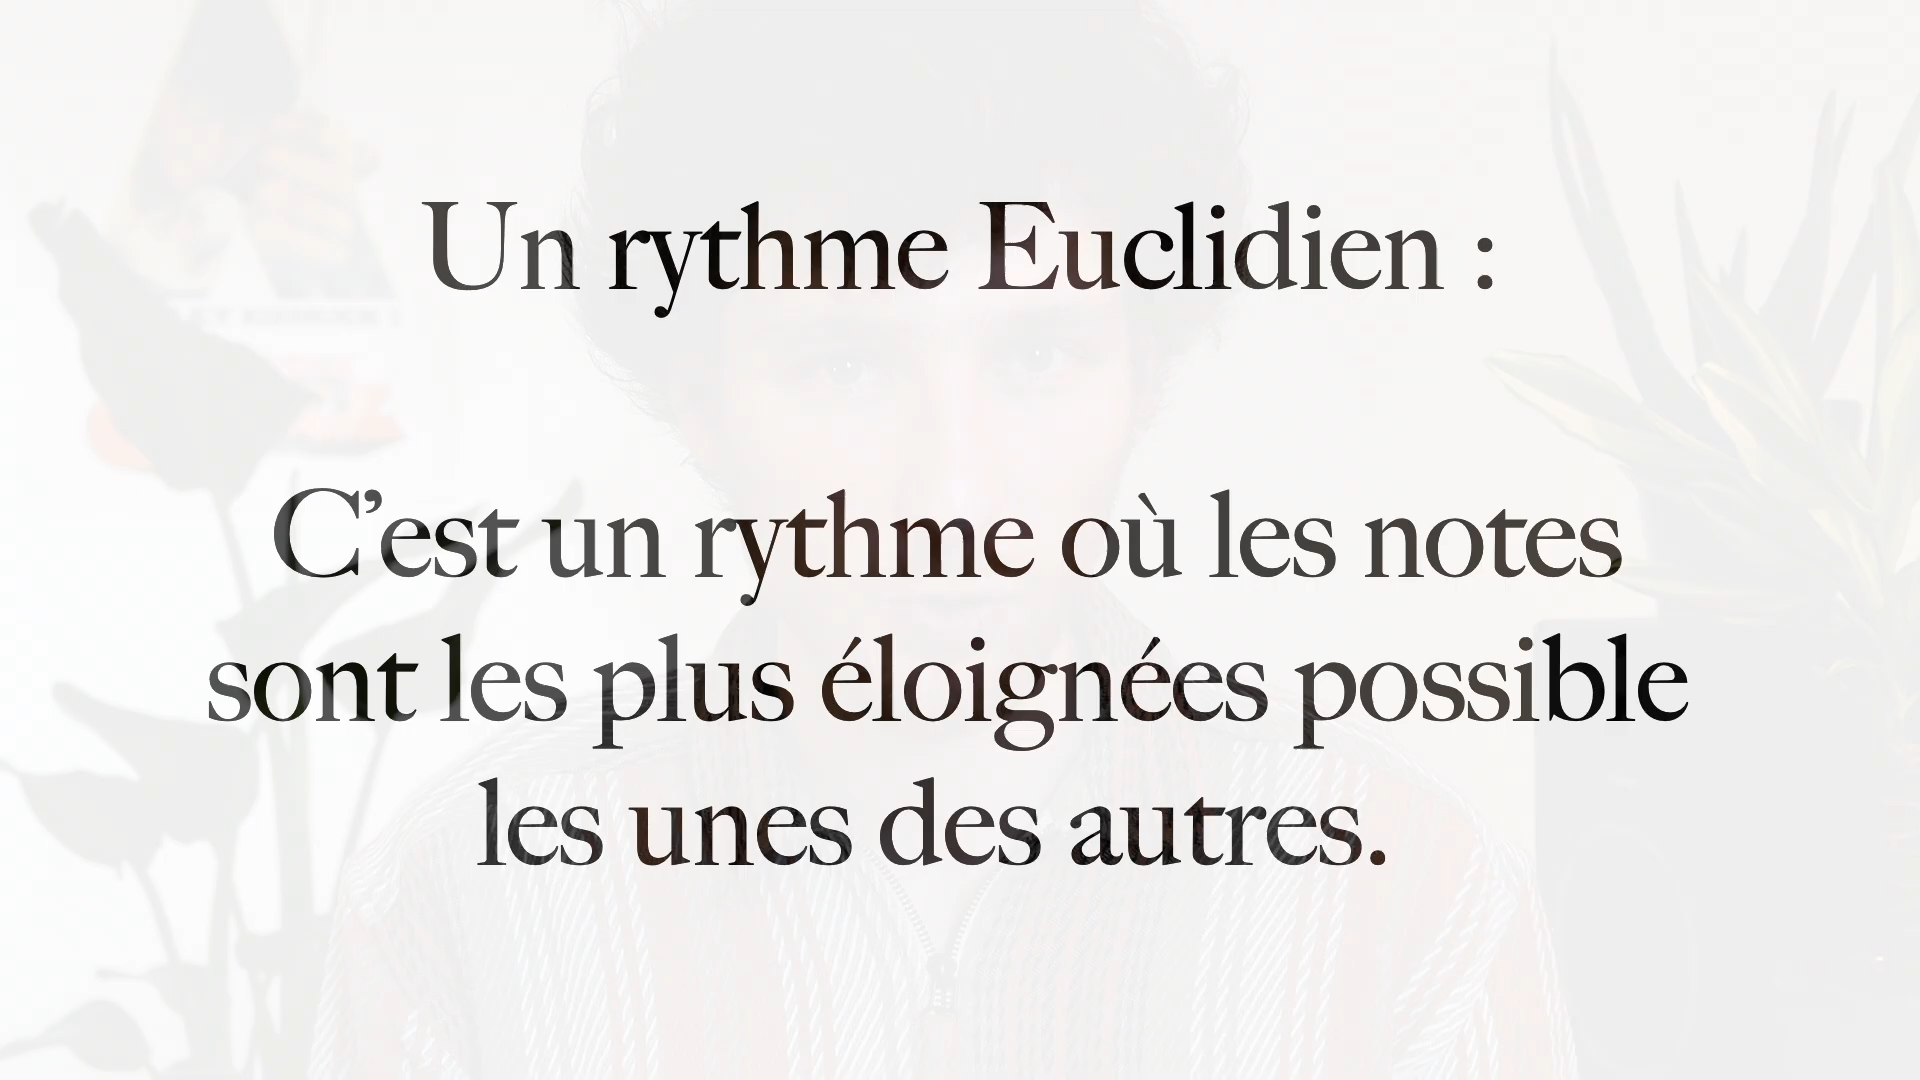 Un rythme Euclidien :
C’est un rythme où les notes
sont les plus éloignées possible
les unes des autres.